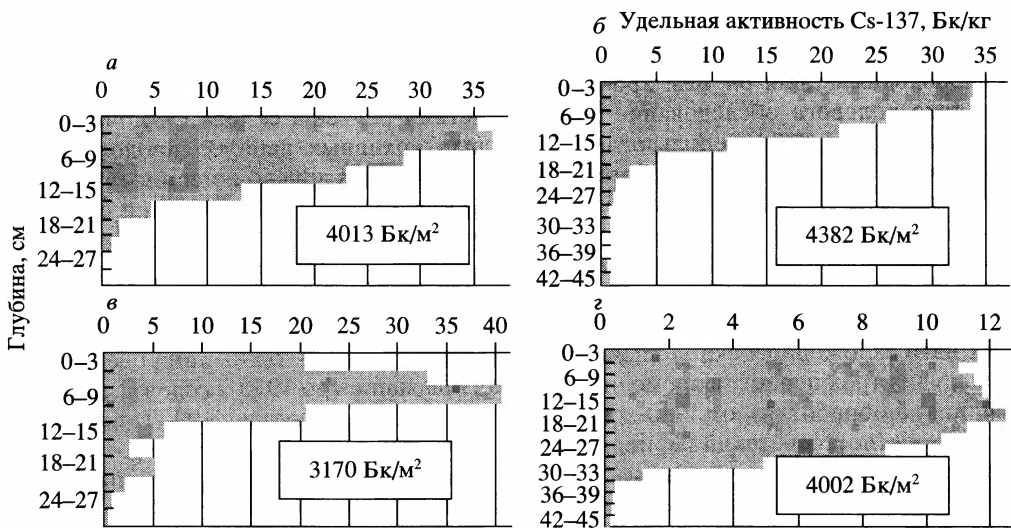 б Удельная активность Cs-137, Бк/кг
0 5 10 15 20 25 30 35
а
0 5 10 15 20 25 30 35
Глубина, см
0–3
6–9
12–15
18–21
24–27
4013 Бк/м²
0–3
6–9
12–15
18–21
24–27
30–33
36–39
42–45
4382 Бк/м²
в
0 5 10 15 20 25 30 35 40
0–3
6–9
12–15
18–21
24–27
3170 Бк/м²
г
0 2 4 6 8 10 12
0–3
6–9
12–15
18–21
24–27
30–33
36–39
42–45
4002 Бк/м²